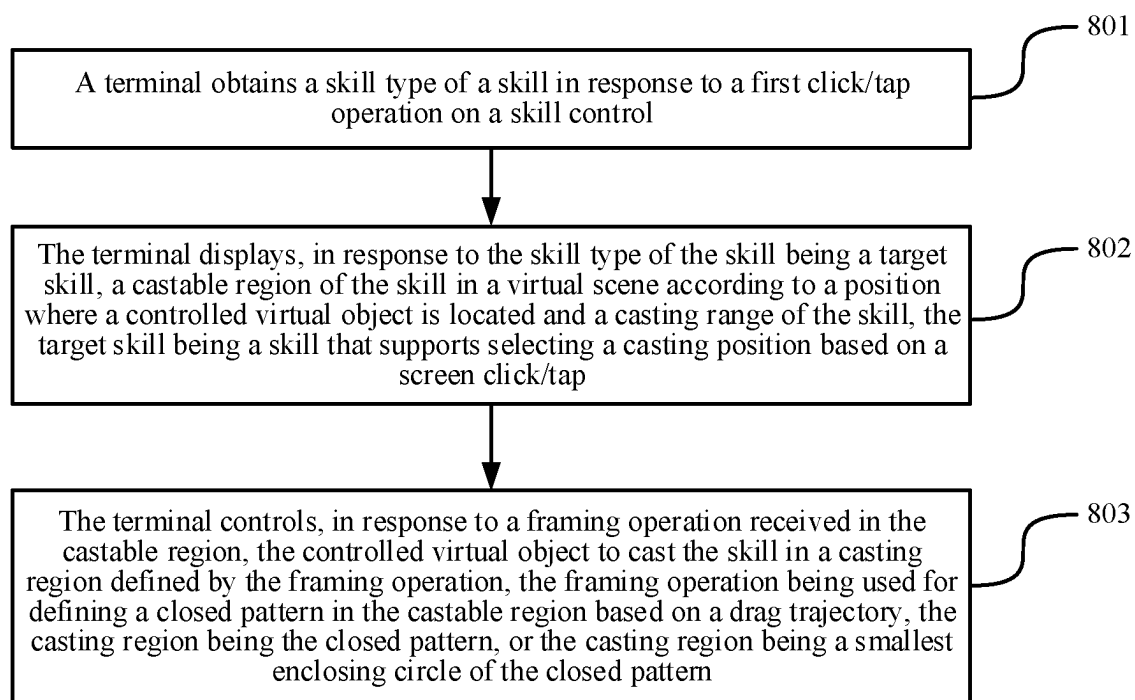 801
A terminal obtains a skill type of a skill in response to a first click/tap
operation on a skill control
802
The terminal displays, in response to the skill type of the skill being a target
skill, a castable region of the skill in a virtual scene according to a position
where a controlled virtual object is located and a casting range of the skill, the
target skill being a skill that supports selecting a casting position based on a
screen click/tap
803
The terminal controls, in response to a framing operation received in the
castable region, the controlled virtual object to cast the skill in a casting
region defined by the framing operation, the framing operation being used for
defining a closed pattern in the castable region based on a drag trajectory, the
casting region being the closed pattern, or the casting region being a smallest
enclosing circle of the closed pattern